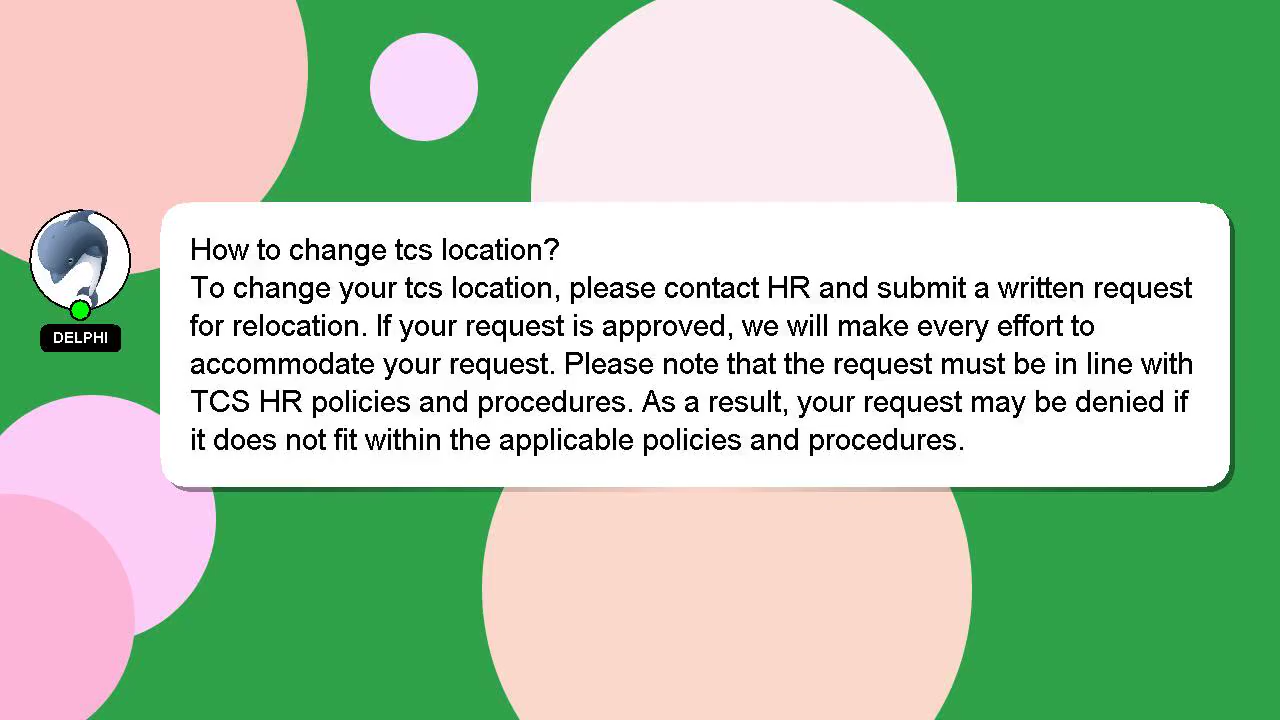 How to change tcs location?
To change your tcs location, please contact HR and submit a written request
for relocation. If your request is approved, we will make every effort to
accommodate your request. Please note that the request must be in line with
TCS HR policies and procedures. As a result, your request may be denied if
it does not fit within the applicable policies and procedures.
DELPHI